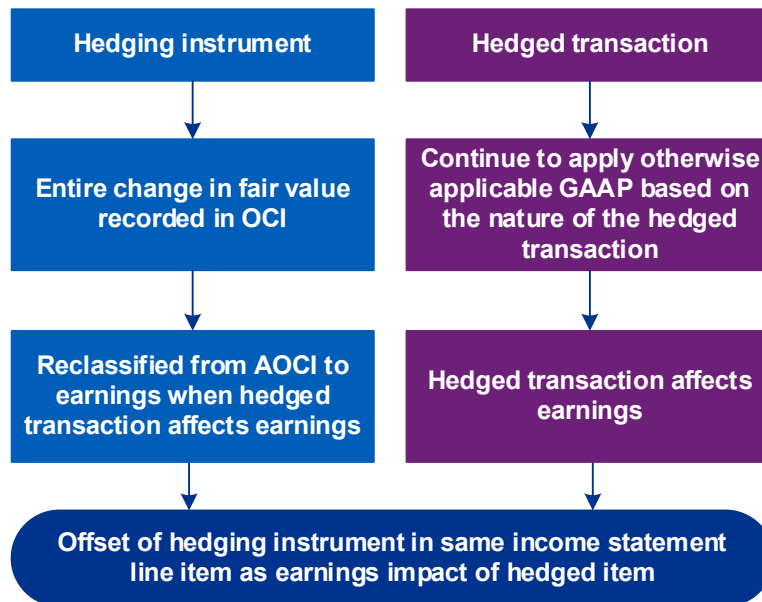 Hedging instrument
Hedged transaction
Entire change in fair value
recorded in OCI
Continue to apply otherwise
applicable GAAP based on
the nature of the hedged
transaction
Reclassified from AOCI to
earnings when hedged
transaction affects earnings
Hedged transaction affects
earnings
Offset of hedging instrument in same income statement
line item as earnings impact of hedged item